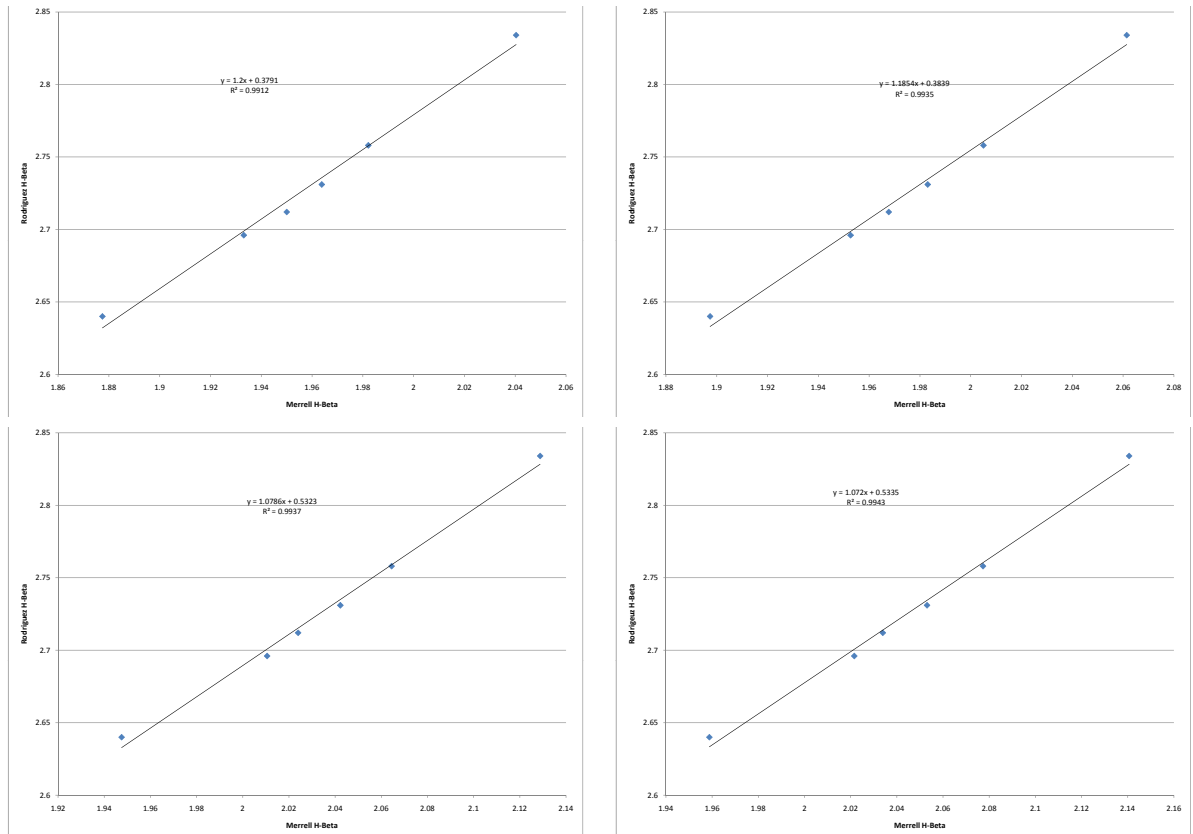 2.85
2.8
2.75
2.7
2.65
2.6
Rodriguez H-Beta
y = 1.2x + 0.3791
R² = 0.9912
1.86 1.88 1.9 1.92 1.94 1.96 1.98 2 2.02 2.04 2.06
Merrell H-Beta
2.85
2.8
2.75
2.7
2.65
2.6
Rodriguez H-Beta
y = 1.1854x + 0.3839
R² = 0.9935
1.88 1.9 1.92 1.94 1.96 1.98 2 2.02 2.04 2.06 2.08
Merrell H-Beta
2.85
2.8
2.75
2.7
2.65
2.6
Rodriguez H-Beta
y = 1.0786x + 0.5323
R² = 0.9937
1.92 1.94 1.96 1.98 2 2.02 2.04 2.06 2.08 2.1 2.12 2.14
Merrell H-Beta
2.85
2.8
2.75
2.7
2.65
2.6
Rodrigeuz H-Beta
y = 1.072x + 0.5335
R² = 0.9943
1.94 1.96 1.98 2 2.02 2.04 2.06 2.08 2.1 2.12 2.14 2.16
Merrell H-Beta